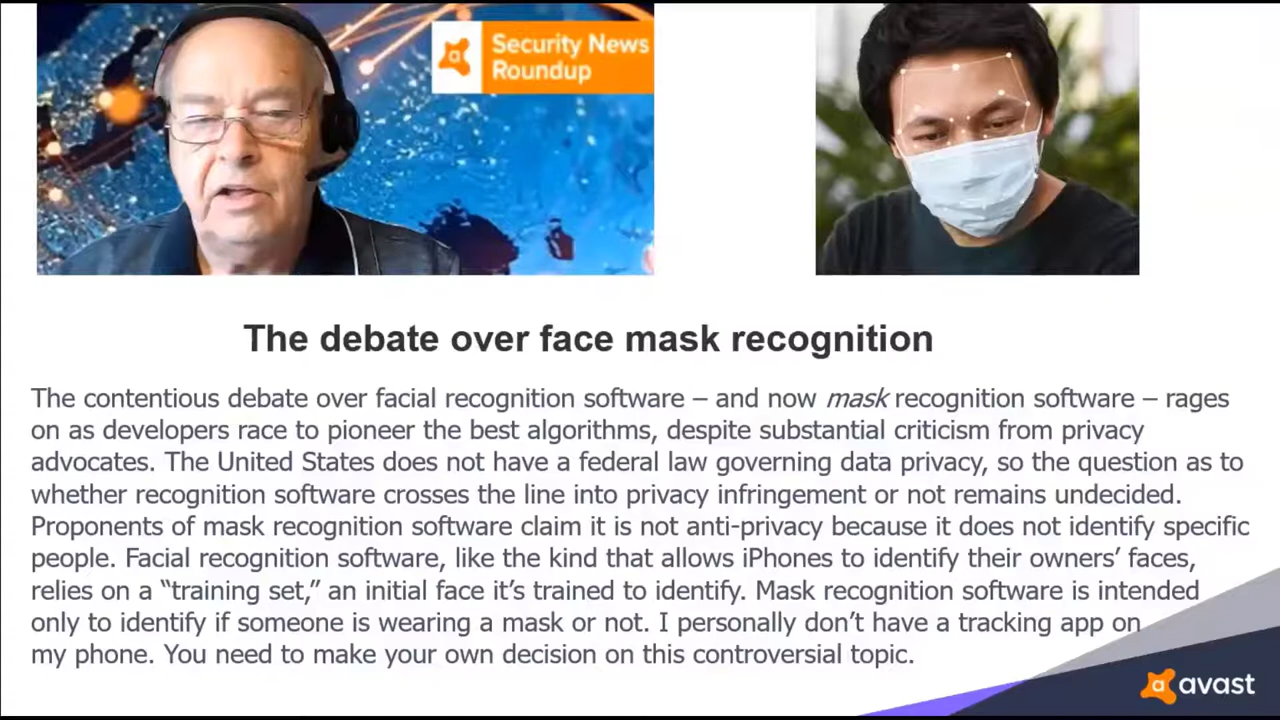 Security News
Roundup
The debate over face mask recognition
The contentious debate over facial recognition software – and now mask recognition software – rages
on as developers race to pioneer the best algorithms, despite substantial criticism from privacy
advocates. The United States does not have a federal law governing data privacy, so the question as to
whether recognition software crosses the line into privacy infringement or not remains undecided.
Proponents of mask recognition software claim it is not anti-privacy because it does not identify specific
people. Facial recognition software, like the kind that allows iPhones to identify their owners’ faces,
relies on a “training set,” an initial face it’s trained to identify. Mask recognition software is intended
only to identify if someone is wearing a mask or not. I personally don’t have a tracking app on
my phone. You need to make your own decision on this controversial topic.
avast